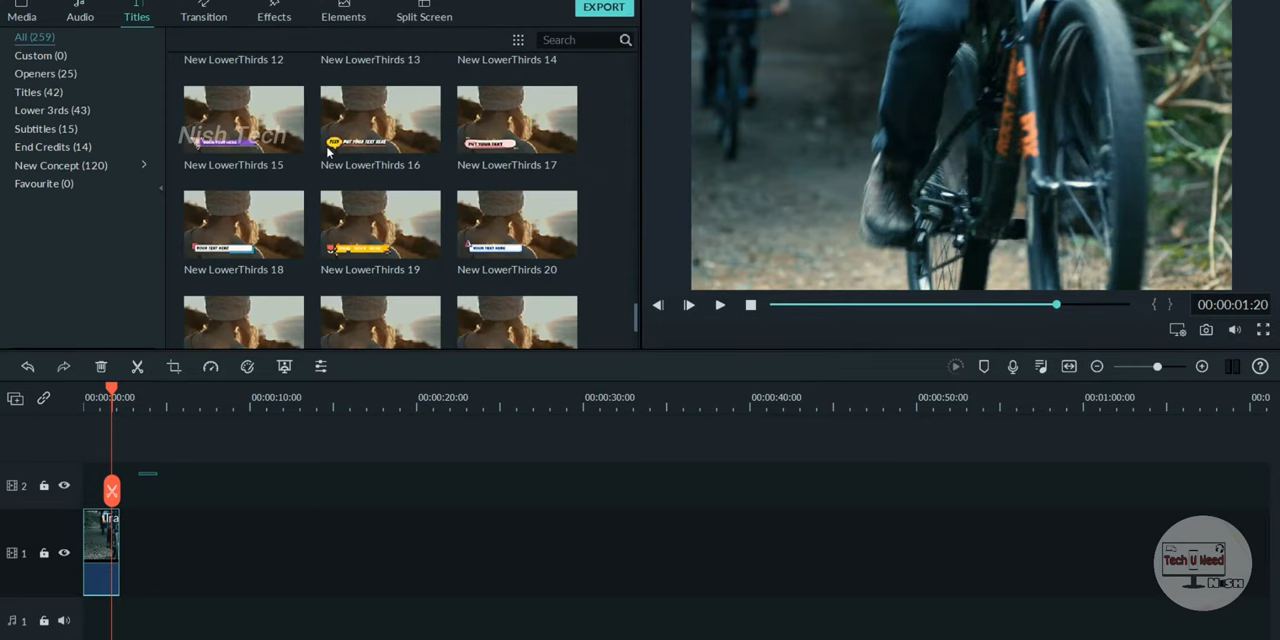 Media Audio Titles Transition Effects Elements Split Screen EXPORT
All (259)
Search
Custom (0)
New LowerThirds 12 New LowerThirds 13 New LowerThirds 14
Openers (25)
Titles (42)
Lower 3rds (43)
Subtitles (15)
Nish Tech
PUT YOUR TEXT HERE
PUT YOUR TEXT
End Credits (14)
New Concept (120)
New LowerThirds 15 New LowerThirds 16 New LowerThirds 17
Favourite (0)
YOUR TEXT HERE
YOUR TEXT HERE
New LowerThirds 18 New LowerThirds 19 New LowerThirds 20
00:00:01:20
00:00:00:00 00:00:10:00 00:00:20:00 00:00:30:00 00:00:40:00 00:00:50:00 00:01:00:00 00:0
2
1
Tech U Need
NISH
1